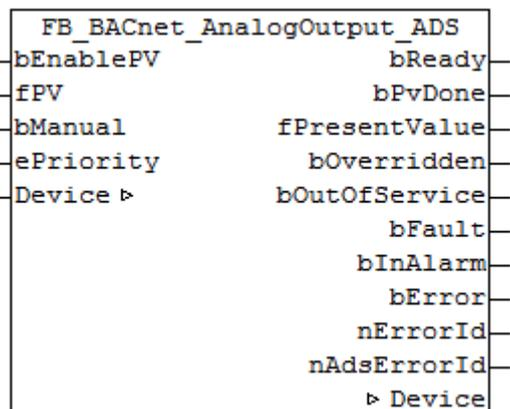 FB_BACnet_AnalogOutput_ADS
bEnablePV bReady
fPV bPvDone
bManual fPresentValue
ePriority bOverridden
Device ▷ bOutOfService
bFault
bInAlarm
bError
nErrorId
nAdsErrorId
▷ Device